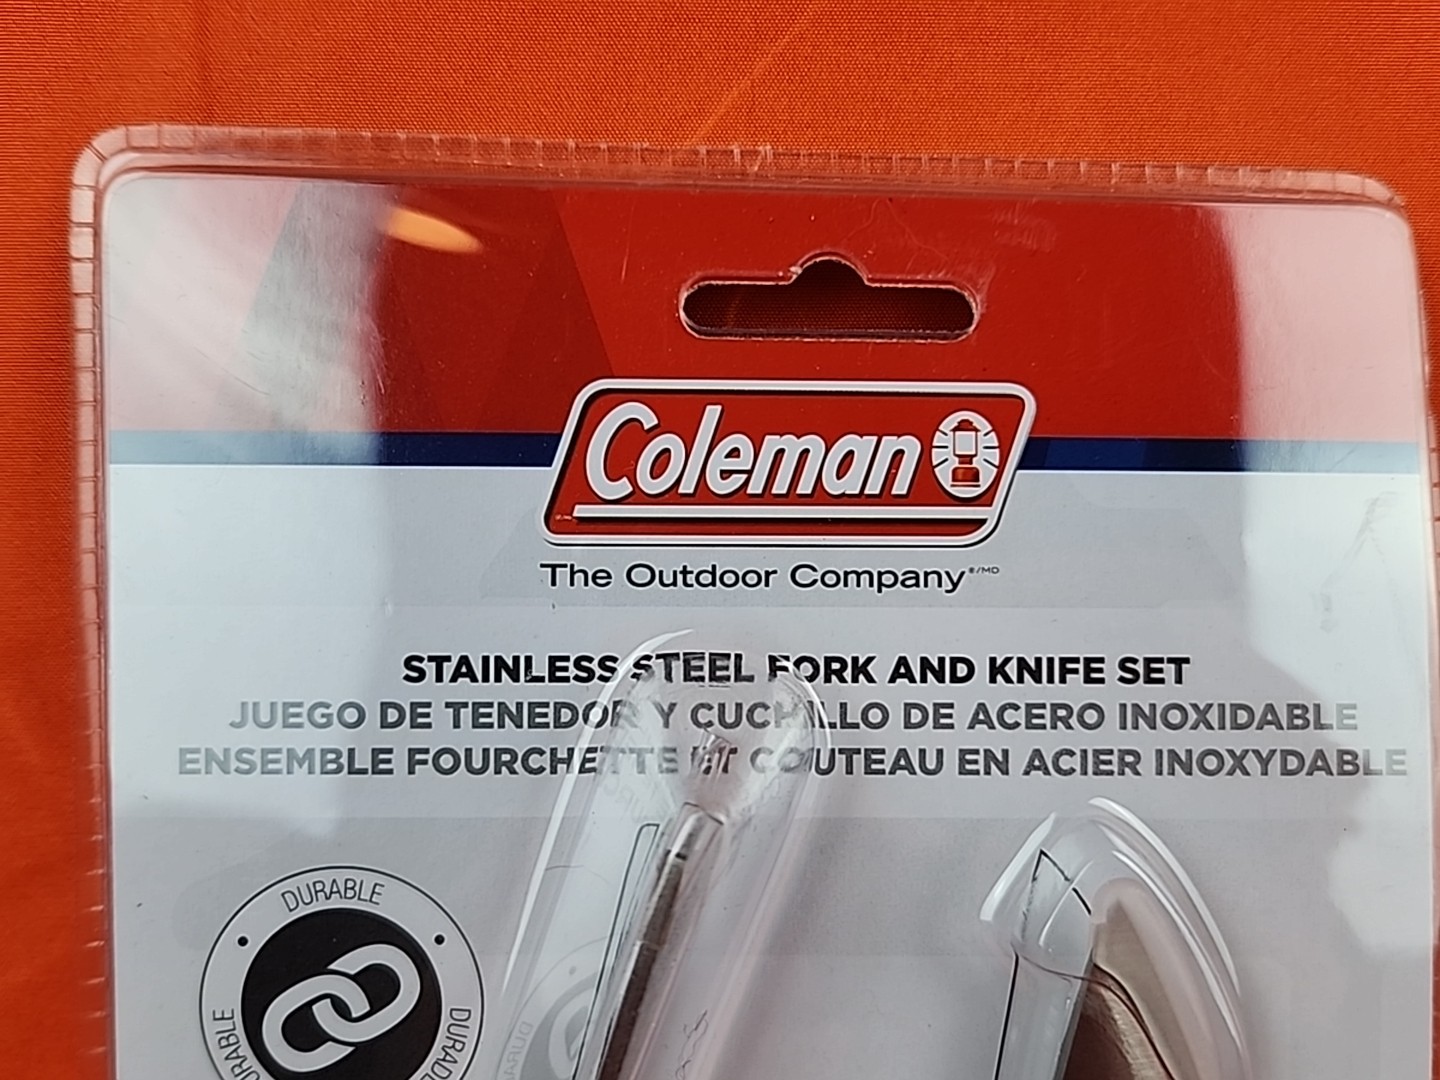 Coleman
The Outdoor Company®/MD
STAINLESS STEEL FORK AND KNIFE SET
JUEGO DE TENEDOR Y CUCHILLO DE ACERO INOXIDABLE
ENSEMBLE FOURCHETTE ET COUTEAU EN ACIER INOXYDABLE
DURABLE